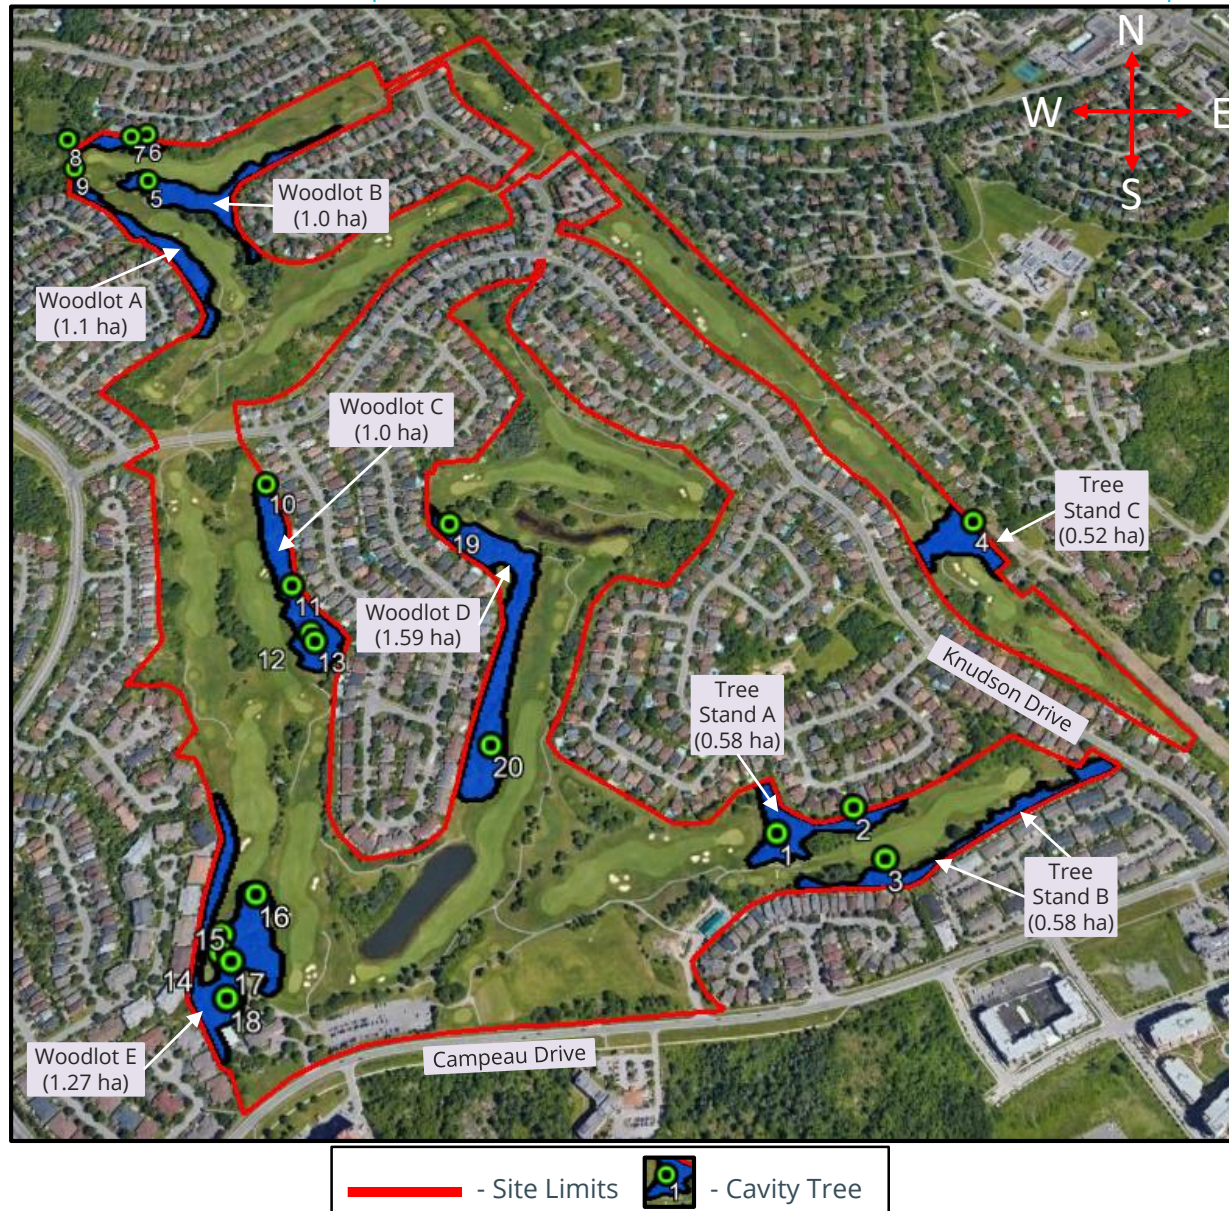 N
W
E
S
8
7
6
9
5
Woodlot B
(1.0 ha)
Woodlot A
(1.1 ha)
Woodlot C
(1.0 ha)
10
19
11
12
13
Woodlot D
(1.59 ha)
20
Tree
Stand C
(0.52 ha)
4
Knudson Drive
Tree
Stand A
(0.58 ha)
2
1
3
Tree
Stand B
(0.58 ha)
16
15
14
17
18
Woodlot E
(1.27 ha)
Campeau Drive
- Site Limits
1
- Cavity Tree